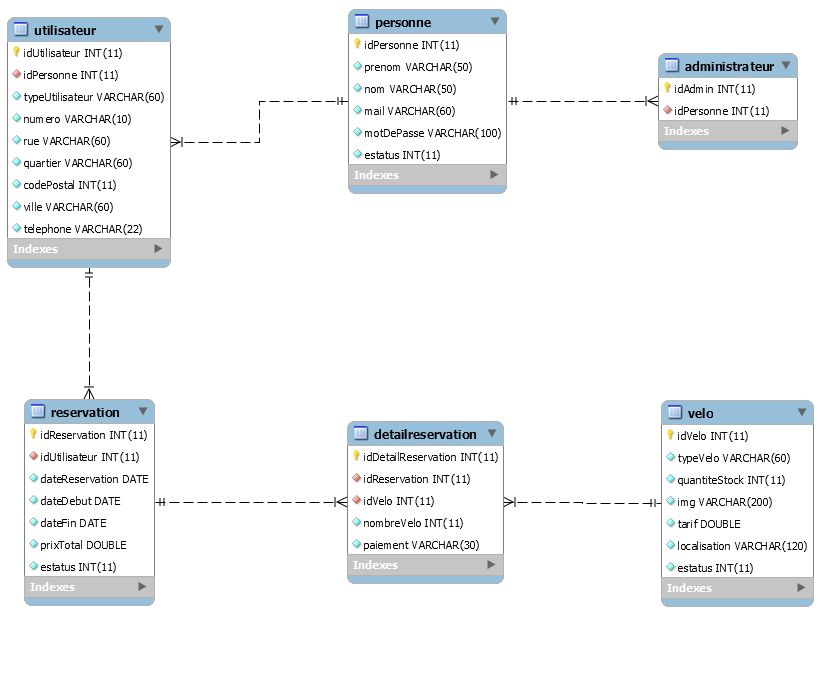 utilisateur
idUtilisateur INT(11)
idPersonne INT(11)
typeUtilisateur VARCHAR(60)
numero VARCHAR(10)
rue VARCHAR(60)
quartier VARCHAR(60)
codePostal INT(11)
ville VARCHAR(60)
telephone VARCHAR(22)
Indexes
personne
idPersonne INT(11)
prenom VARCHAR(50)
nom VARCHAR(50)
mail VARCHAR(60)
motDePasse VARCHAR(100)
estatus INT(11)
Indexes
administrateur
idAdmin INT(11)
idPersonne INT(11)
Indexes
reservation
idReservation INT(11)
idUtilisateur INT(11)
dateReservation DATE
dateDebut DATE
dateFin DATE
prixTotal DOUBLE
estatus INT(11)
Indexes
detailreservation
idDetailReservation INT(11)
idReservation INT(11)
idVelo INT(11)
nombreVelo INT(11)
paiement VARCHAR(30)
Indexes
velo
idVelo INT(11)
typeVelo VARCHAR(60)
quantiteStock INT(11)
img VARCHAR(200)
tarif DOUBLE
localisation VARCHAR(120)
estatus INT(11)
Indexes